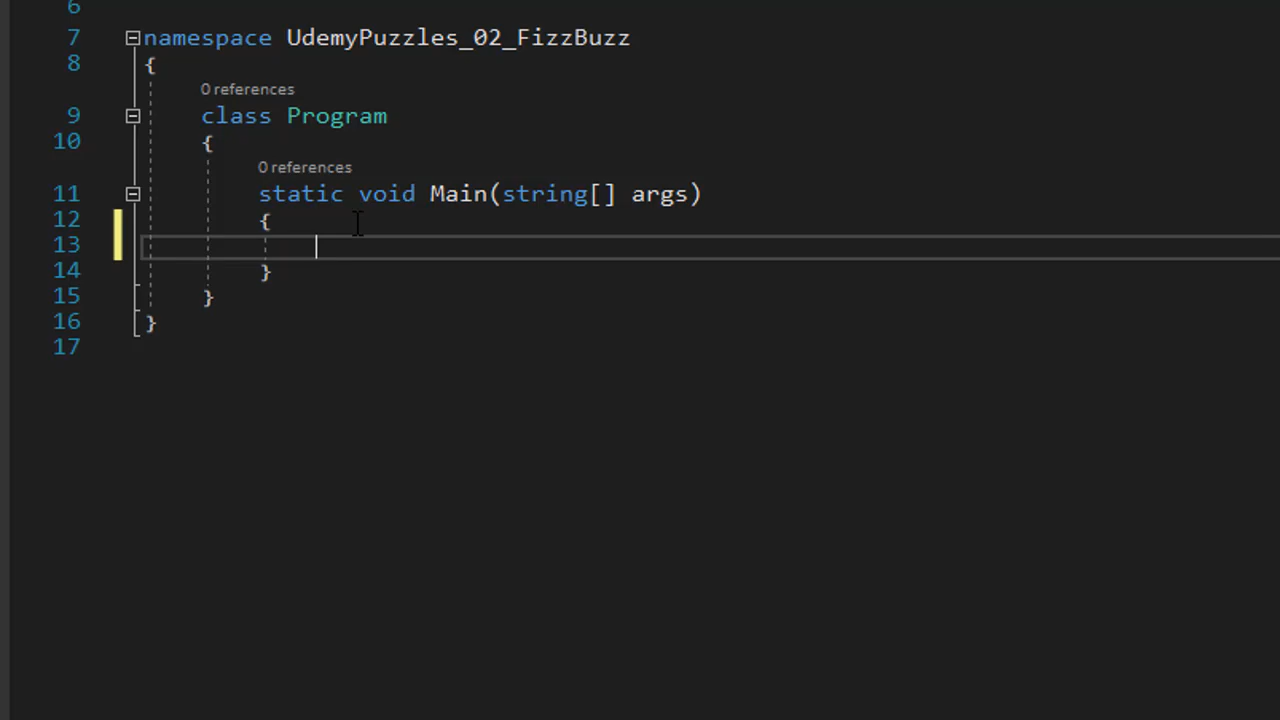 6
7 namespace UdemyPuzzles_02_FizzBuzz
8 {
0 references
9 class Program
10 {
0 references
11 static void Main(string[] args)
12 {
13
14 }
15 }
16 }
17